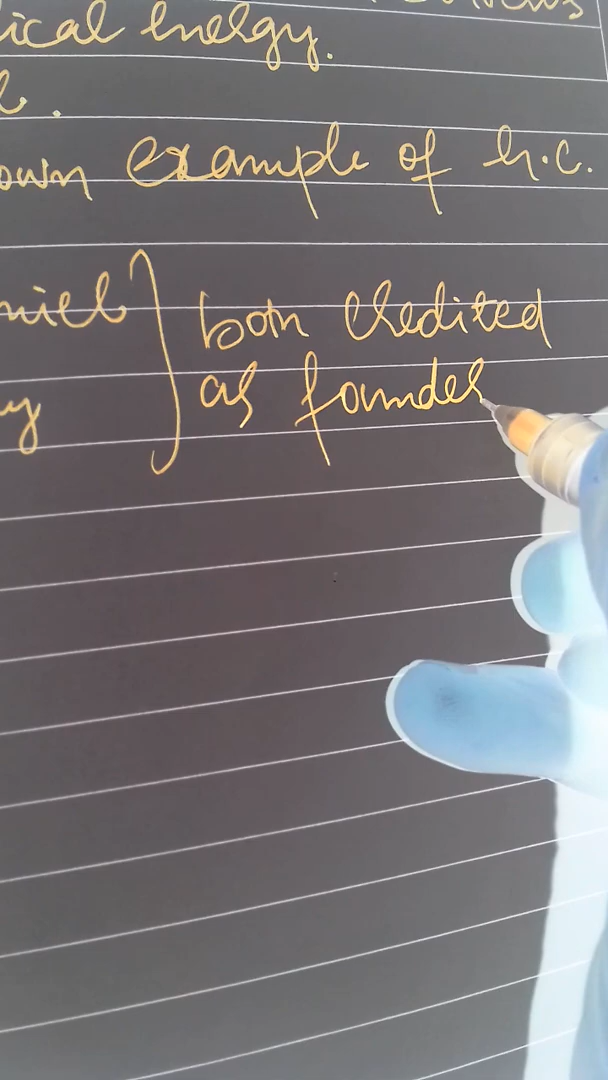 ical energy.
l.
own example of h.c.
niel } both credited
y as founder